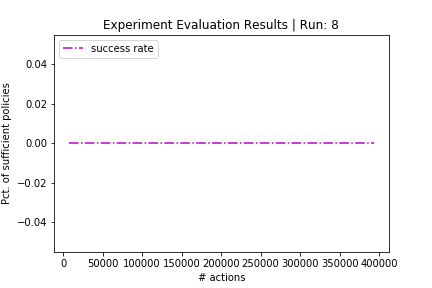 Experiment Evaluation Results | Run: 8
success rate
Pct. of sufficient policies
0.04
0.02
0.00
−0.02
−0.04
0 50000 100000 150000 200000 250000 300000 350000 400000
# actions